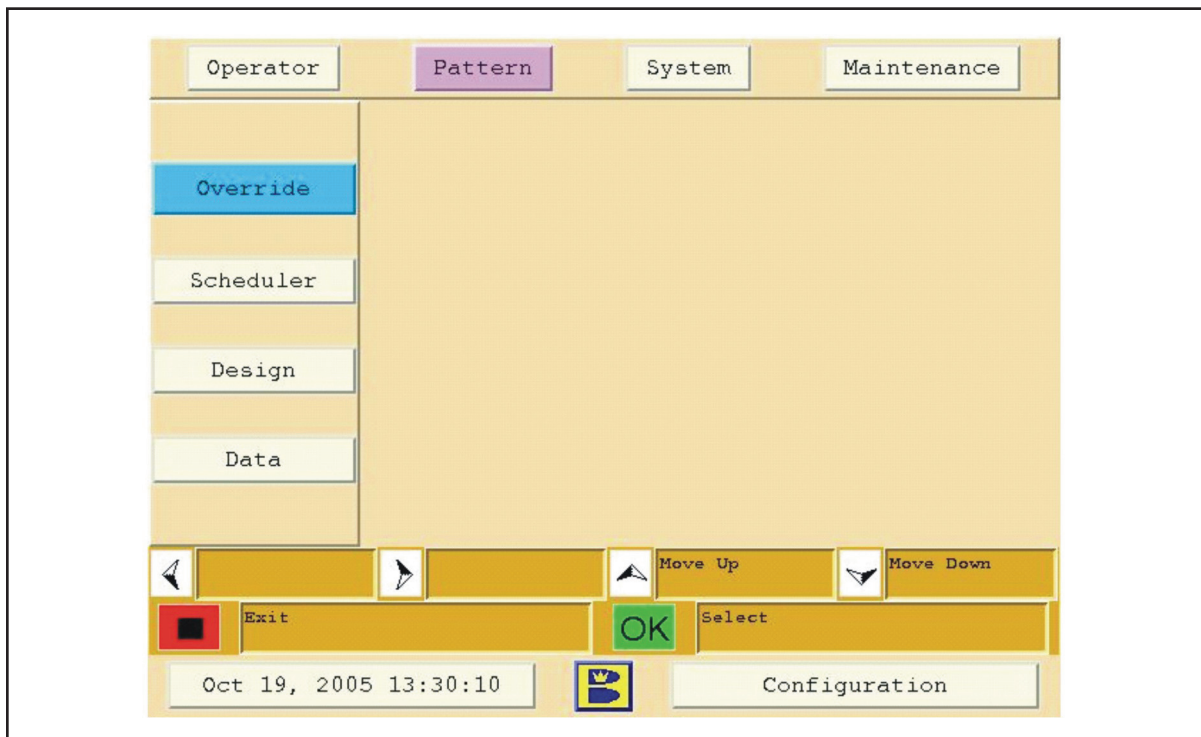 Operator Pattern System Maintenance
Override
Scheduler
Design
Data
Move Up Move Down
Exit OK Select
Oct 19, 2005 13:30:10 Configuration